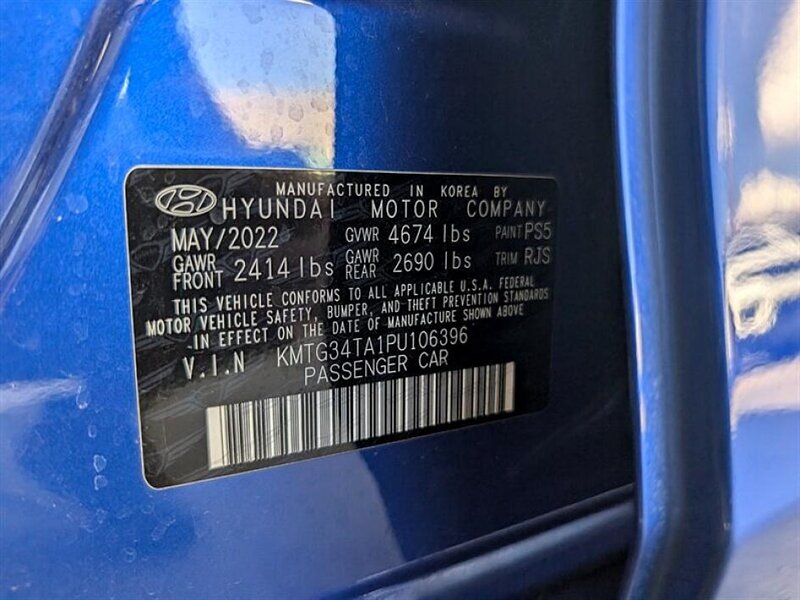 MANUFACTURED IN KOREA BY
HYUNDAI MOTOR COMPANY
MAY/2022 GVWR 4674 lbs PAINT PS5
GAWR FRONT 2414 lbs GAWR REAR 2690 lbs TRIM RJS
THIS VEHICLE CONFORMS TO ALL APPLICABLE U.S.A. FEDERAL
MOTOR VEHICLE SAFETY, BUMPER, AND THEFT PREVENTION STANDARDS
IN EFFECT ON THE DATE OF MANUFACTURE SHOWN ABOVE.
V.I.N KMTG34TA1PU106396
PASSENGER CAR